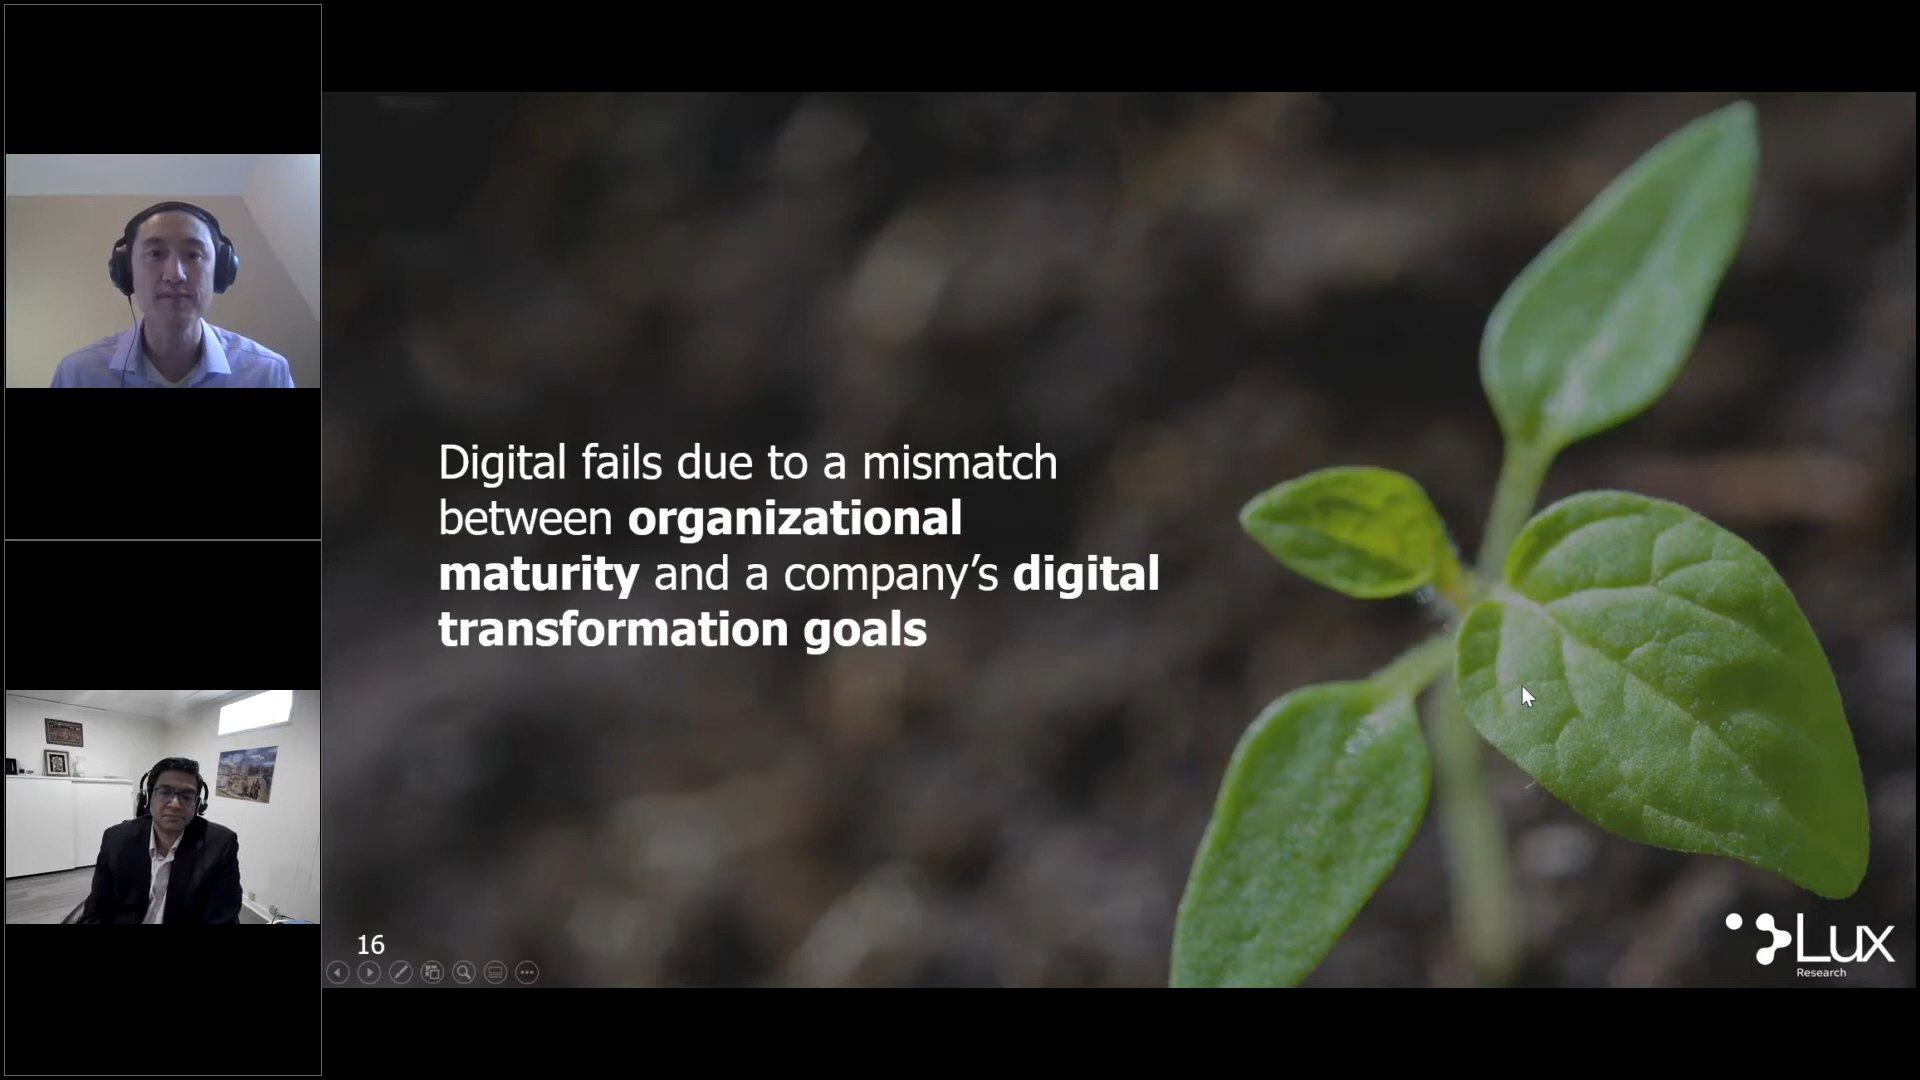 Digital fails due to a mismatch
between organizational
maturity and a company’s digital
transformation goals
16
Lux
Research